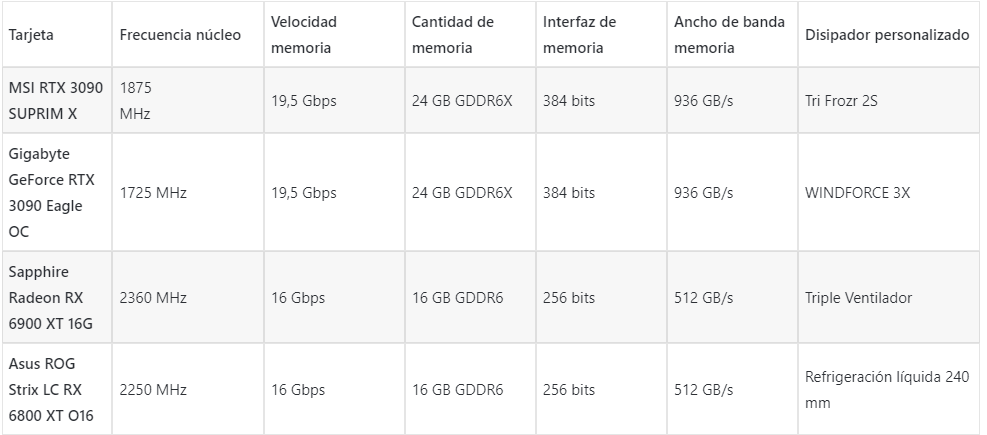 Tarjeta Frecuencia núcleo Velocidad memoria Cantidad de memoria Interfaz de memoria Ancho de banda memoria Disipador personalizado
MSI RTX 3090 SUPRIM X 1875 MHz 19,5 Gbps 24 GB GDDR6X 384 bits 936 GB/s Tri Frozr 2S
Gigabyte GeForce RTX 3090 Eagle OC 1725 MHz 19,5 Gbps 24 GB GDDR6X 384 bits 936 GB/s WINDFORCE 3X
Sapphire Radeon RX 6900 XT 16G 2360 MHz 16 Gbps 16 GB GDDR6 256 bits 512 GB/s Triple Ventilador
Asus ROG Strix LC RX 6800 XT O16 2250 MHz 16 Gbps 16 GB GDDR6 256 bits 512 GB/s Refrigeración líquida 240 mm